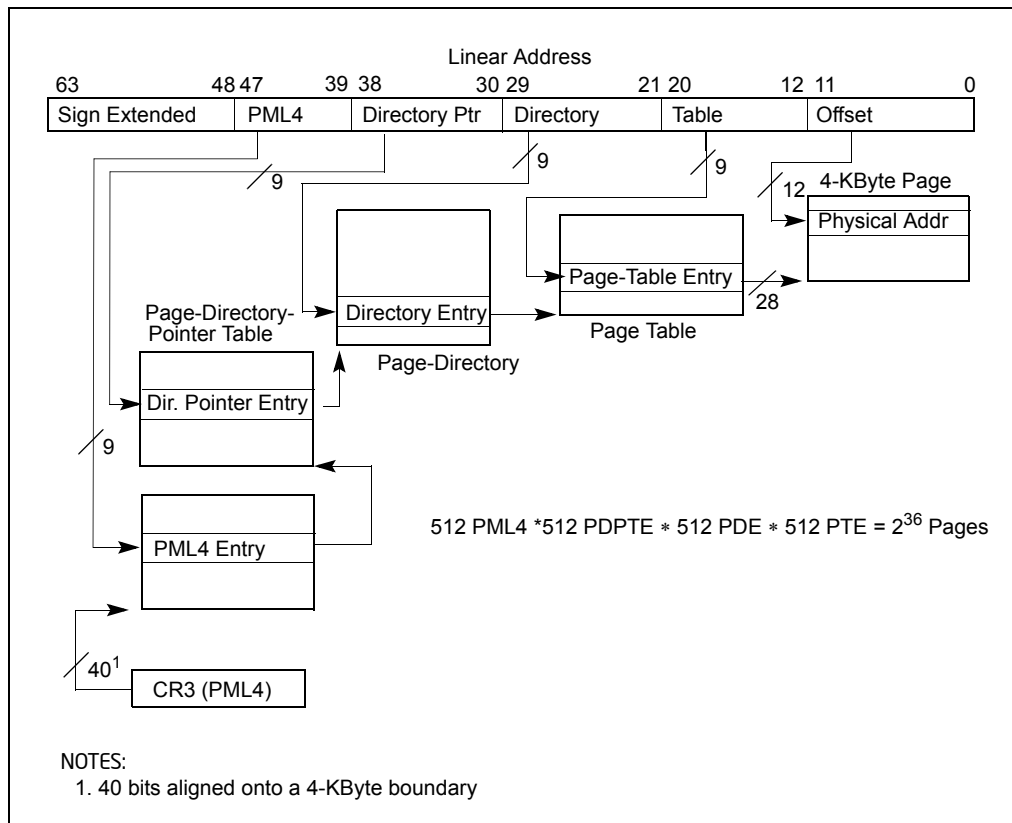 Linear Address
63 48 47 39 38 30 29 21 20 12 11 0
Sign Extended PML4 Directory Ptr Directory Table Offset
9 9 9
12 4-KByte Page
Physical Addr
Page-Table Entry
28
Page-Directory-
Pointer Table
Directory Entry
Page Table
Page-Directory
Dir. Pointer Entry
9
512 PML4 *512 PDPTE ∗ 512 PDE ∗ 512 PTE = 2³⁶ Pages
PML4 Entry
40¹
CR3 (PML4)
NOTES:
1. 40 bits aligned onto a 4-KByte boundary